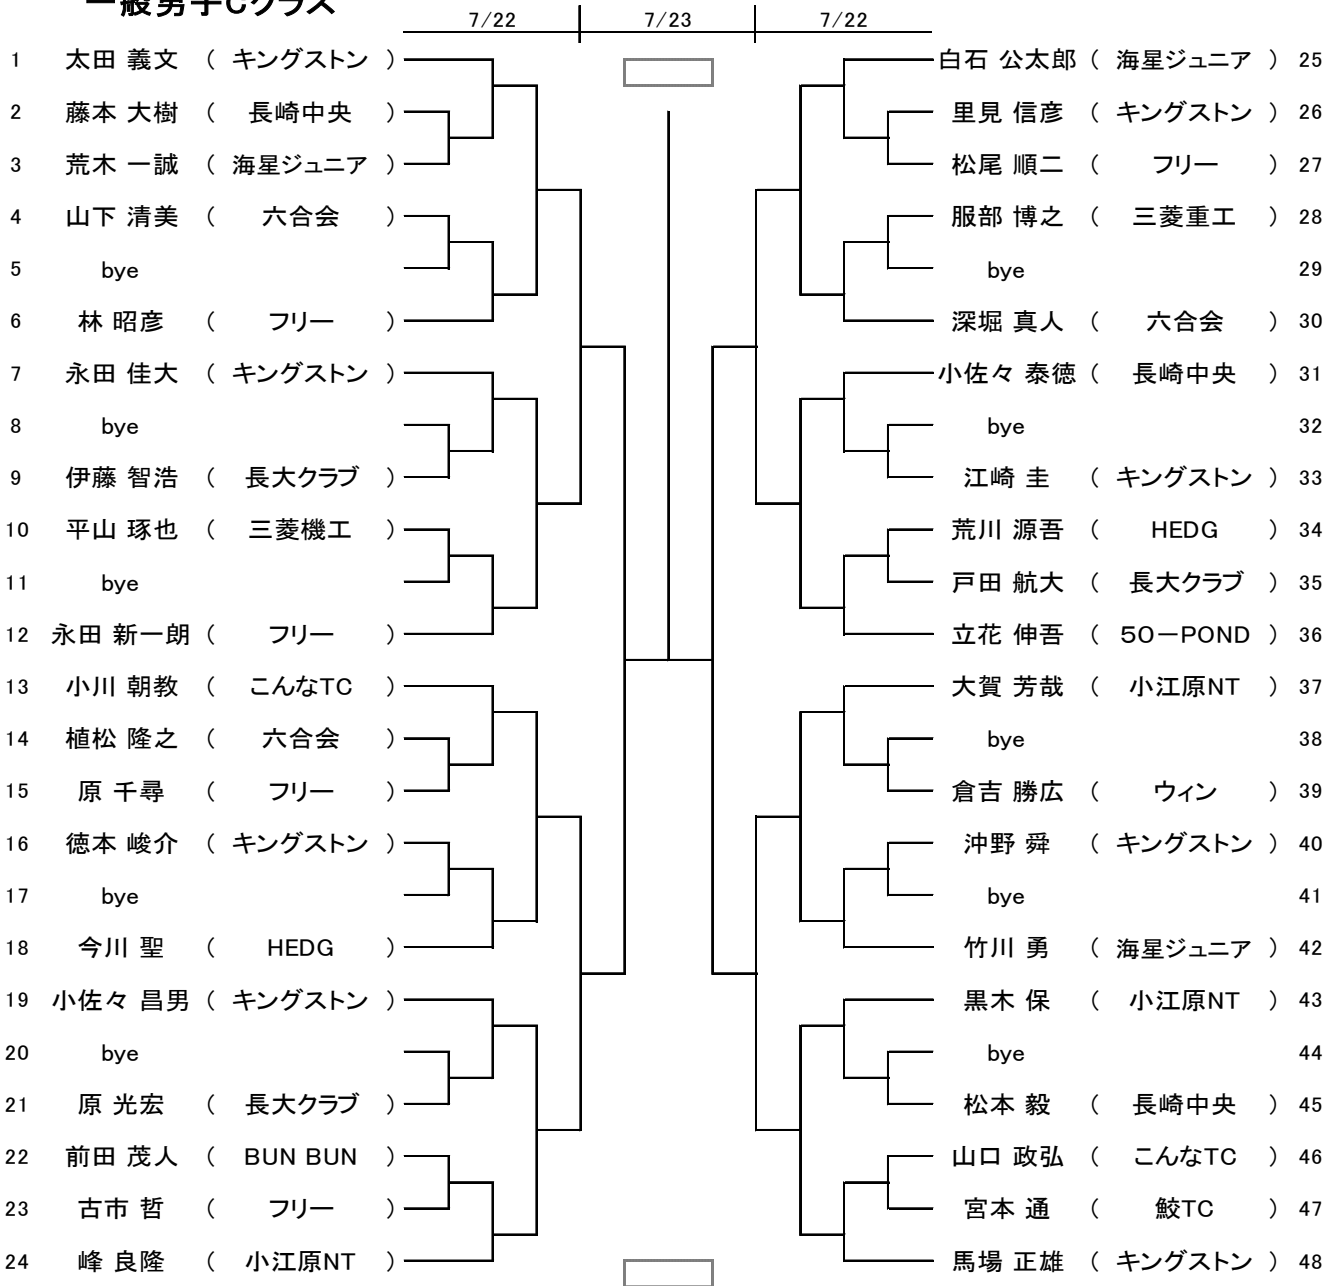 一般男子Cクラス
7/22 7/23 7/22
1 太田 義文 ( キングストン )
2 藤本 大樹 ( 長崎中央 )
3 荒木 一誠 ( 海星ジュニア )
4 山下 清美 ( 六合会 )
5 bye
6 林 昭彦 ( フリー )
7 永田 佳大 ( キングストン )
8 bye
9 伊藤 智浩 ( 長大クラブ )
10 平山 琢也 ( 三菱機工 )
11 bye
12 永田 新一朗 ( フリー )
13 小川 朝教 ( こんなTC )
14 植松 隆之 ( 六合会 )
15 原 千尋 ( フリー )
16 徳本 峻介 ( キングストン )
17 bye
18 今川 聖 ( HEDG )
19 小佐々 昌男 ( キングストン )
20 bye
21 原 光宏 ( 長大クラブ )
22 前田 茂人 ( BUN BUN )
23 古市 哲 ( フリー )
24 峰 良隆 ( 小江原NT )
白石 公太郎 ( 海星ジュニア ) 25
里見 信彦 ( キングストン ) 26
松尾 順二 ( フリー ) 27
服部 博之 ( 三菱重工 ) 28
bye 29
深堀 真人 ( 六合会 ) 30
小佐々 泰徳 ( 長崎中央 ) 31
bye 32
江崎 圭 ( キングストン ) 33
荒川 源吾 ( HEDG ) 34
戸田 航大 ( 長大クラブ ) 35
立花 伸吾 ( 50-POND ) 36
大賀 芳哉 ( 小江原NT ) 37
bye 38
倉吉 勝広 ( ウィン ) 39
沖野 舜 ( キングストン ) 40
bye 41
竹川 勇 ( 海星ジュニア ) 42
黒木 保 ( 小江原NT ) 43
bye 44
松本 毅 ( 長崎中央 ) 45
山口 政弘 ( こんなTC ) 46
宮本 通 ( 鮫TC ) 47
馬場 正雄 ( キングストン ) 48